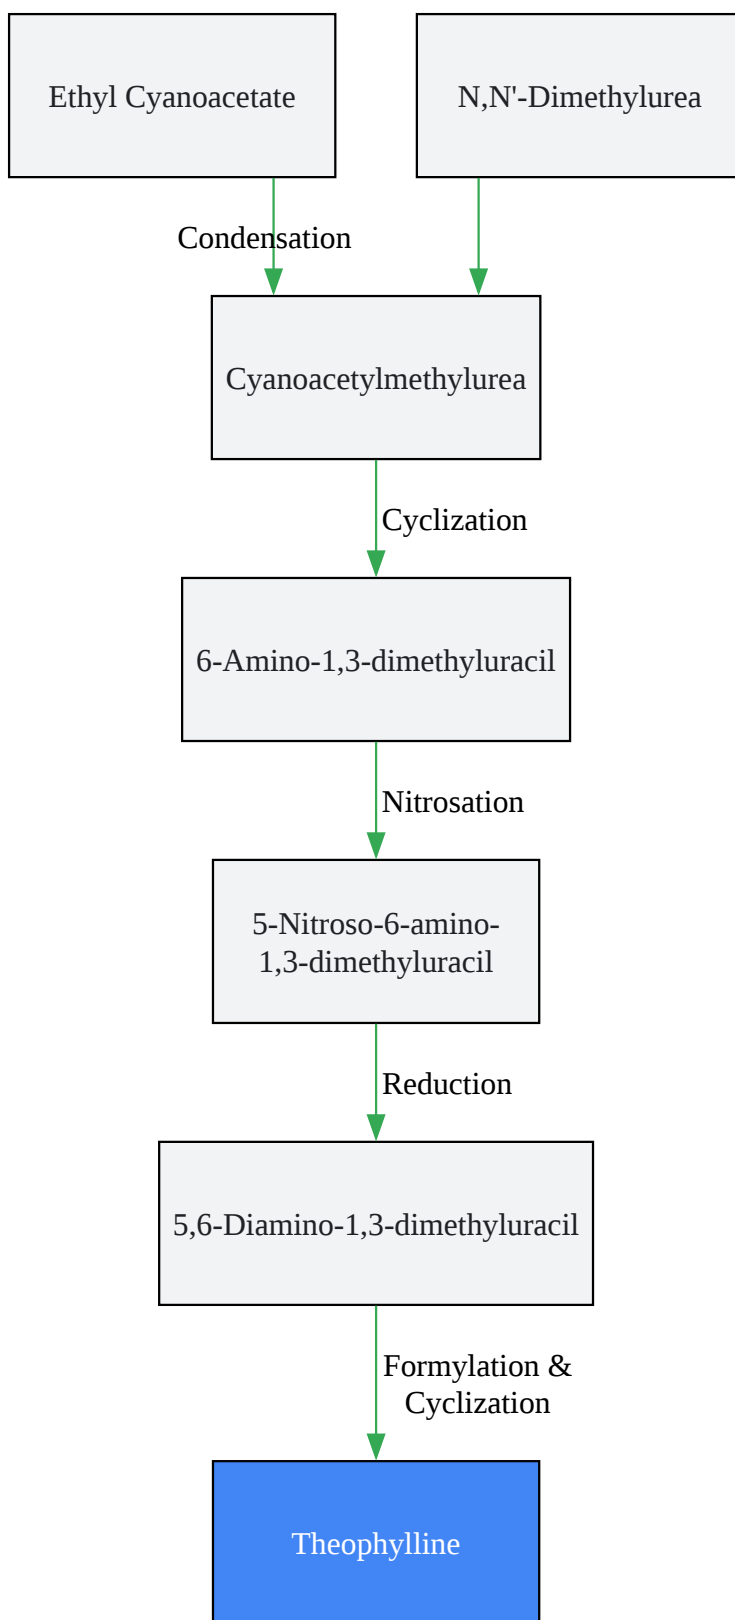 Ethyl Cyanoacetate
N,N'-Dimethylurea
Condensation
Cyanoacetylmethylurea
Cyclization
6-Amino-1,3-dimethyluracil
Nitrosation
5-Nitroso-6-amino-
1,3-dimethyluracil
Reduction
5,6-Diamino-1,3-dimethyluracil
Formylation &
Cyclization
Theophylline